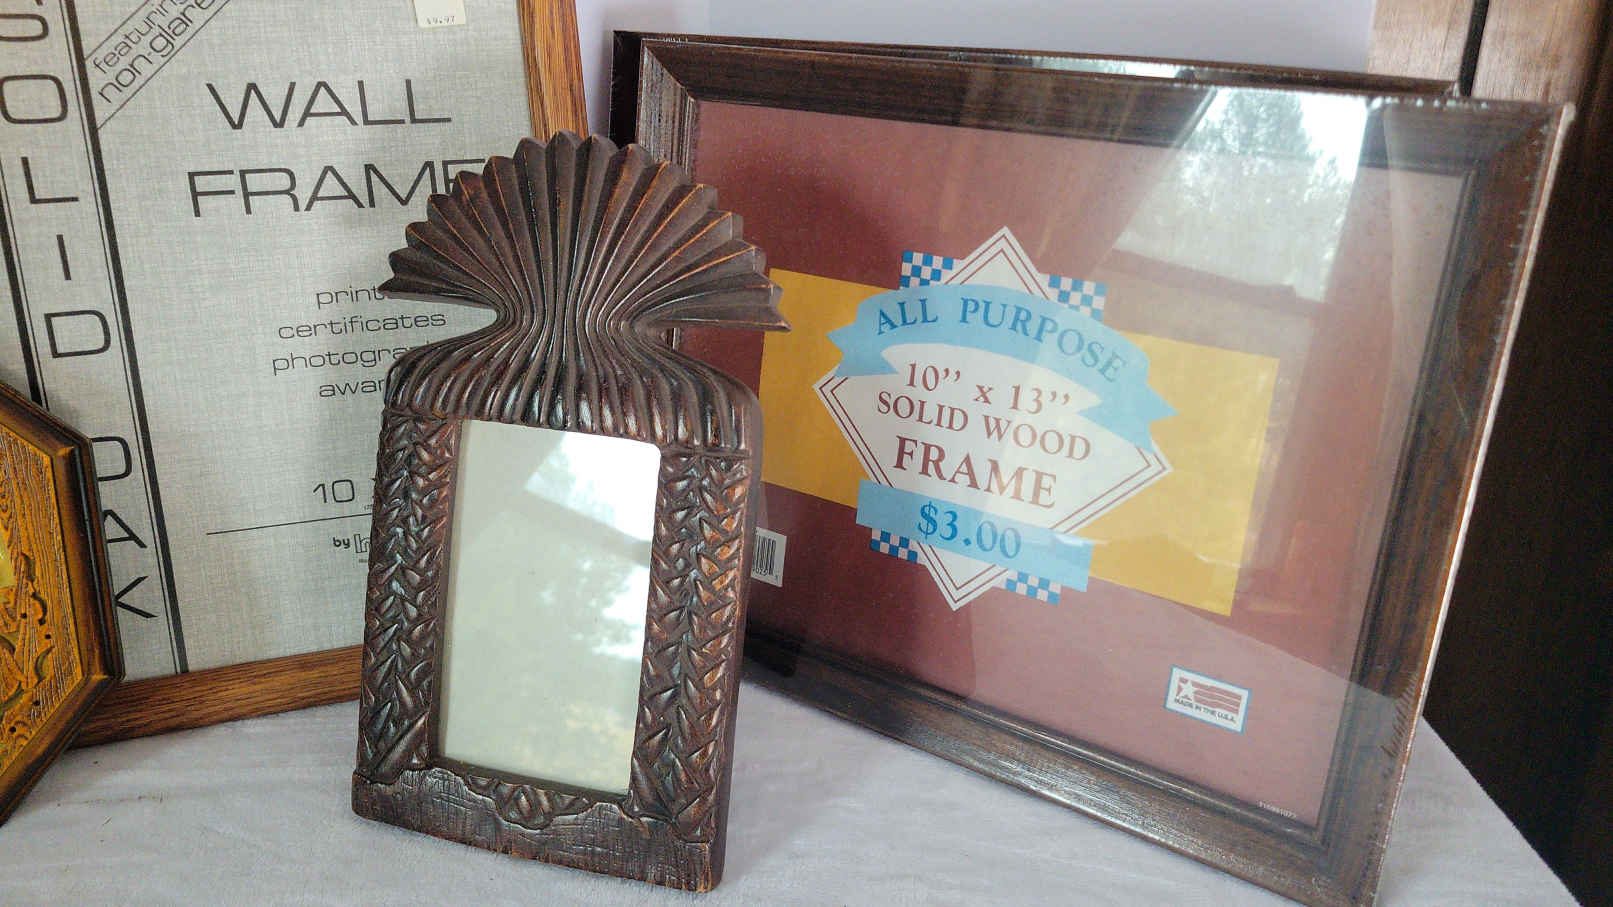 $9.97
featuring
non-glare
SOLID OAK
WALL
FRAME
certificates
10
by
ALL PURPOSE
10" x 13"
SOLID WOOD
FRAME
$3.00
MADE IN THE U.S.A.